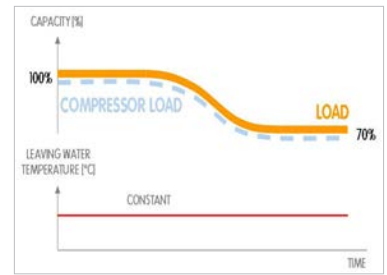 CAPACITY [%]
100%
COMPRESSOR LOAD
LOAD
70%
LEAVING WATER
TEMPERATURE [°C]
CONSTANT
TIME